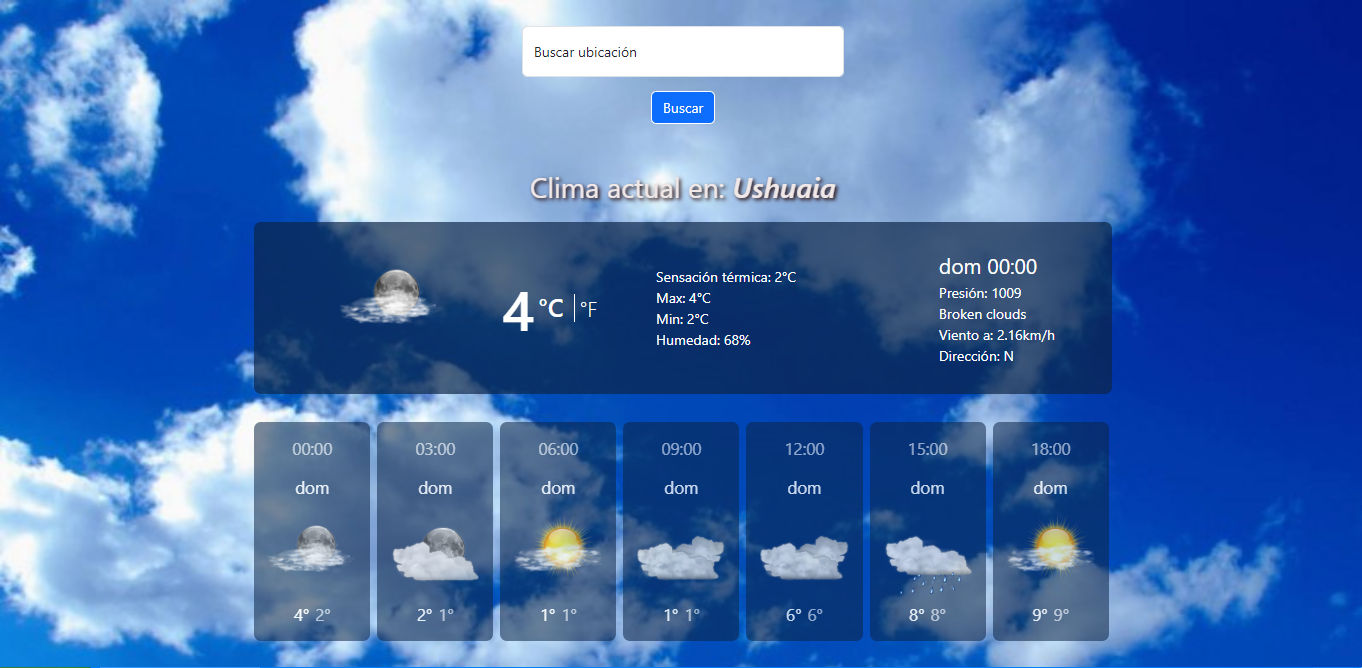 Buscar ubicación
Buscar
Clima actual en: Ushuaia
4 °C | °F
Sensación térmica: 2°C
Max: 4°C
Min: 2°C
Humedad: 68%
dom 00:00
Presión: 1009
Broken clouds
Viento a: 2.16km/h
Dirección: N
00:00
dom
4° 2°
03:00
dom
2° 1°
06:00
dom
1° 1°
09:00
dom
1° 1°
12:00
dom
6° 6°
15:00
dom
8° 8°
18:00
dom
9° 9°